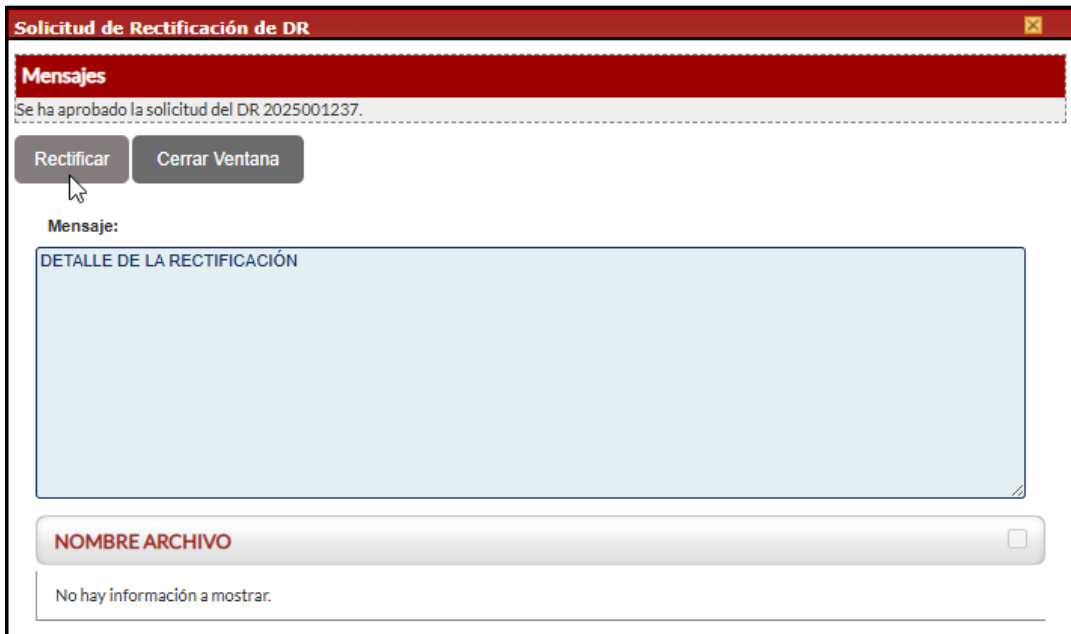 Solicitud de Rectificación de DR
Mensajes
Se ha aprobado la solicitud del DR 2025001237.
Rectificar Cerrar Ventana
Mensaje:
DETALLE DE LA RECTIFICACIÓN
NOMBRE ARCHIVO
No hay información a mostrar.